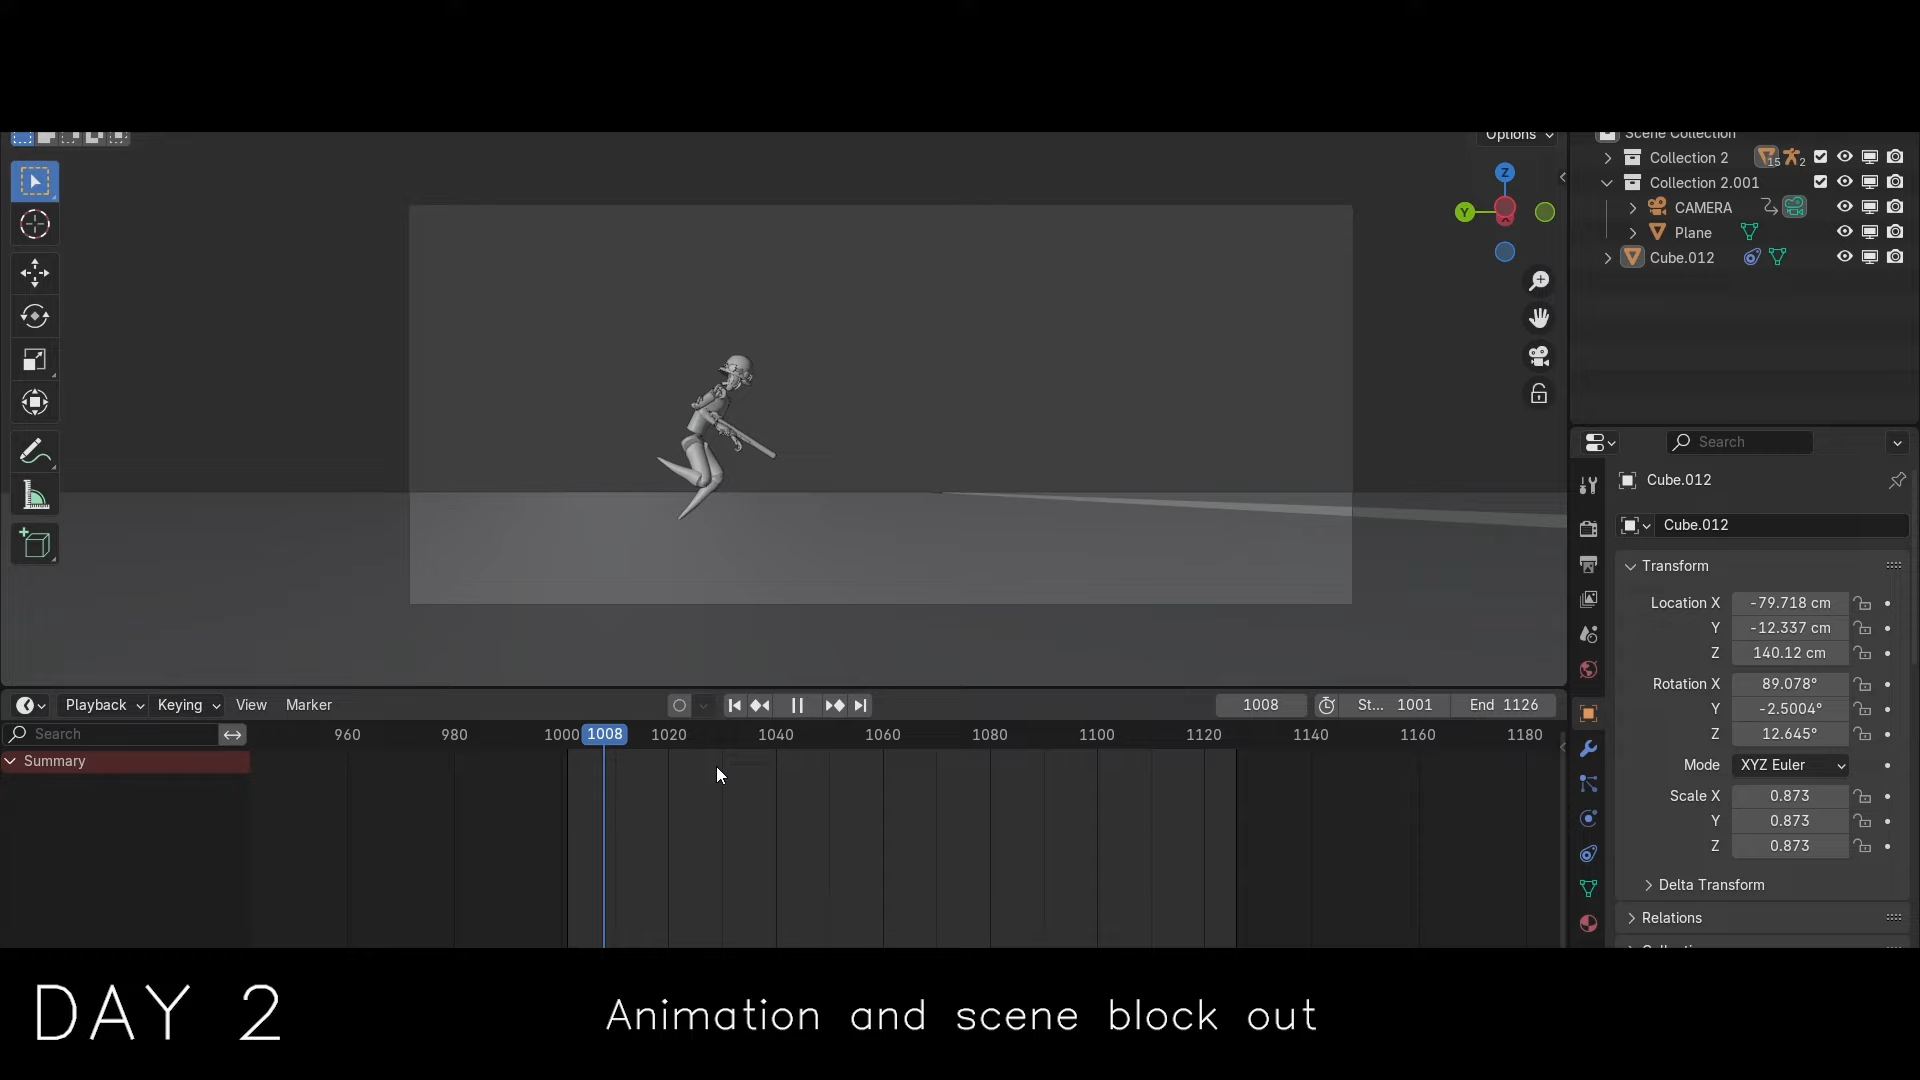 Options
Scene Collection
Collection 2 15 2
Collection 2.001
CAMERA
Plane
Cube.012
Z
Y
Search
Cube.012
Cube.012
Transform
Location X -79.718 cm
Y -12.337 cm
Z 140.12 cm
Rotation X 89.078°
Y -2.5004°
Z 12.645°
Mode XYZ Euler
Scale X 0.873
Y 0.873
Z 0.873
Delta Transform
Relations
Playback Keying View Marker 1008 St... 1001 End 1126
Search 960 980 1000 1008 1020 1040 1060 1080 1100 1120 1140 1160 1180
Summary
DAY 2 Animation and scene block out